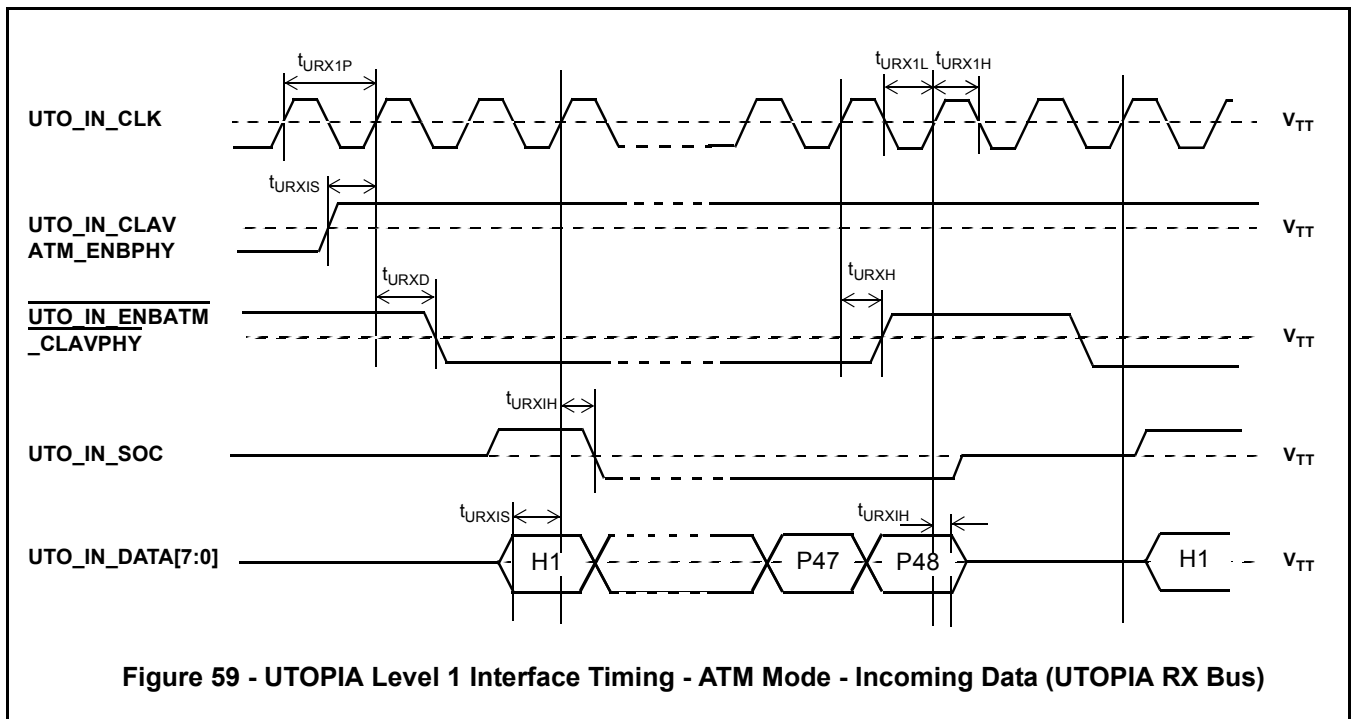 tURX1P
tURX1L
tURX1H
UTO_IN_CLK
VTT
tURXIS
UTO_IN_CLAV
ATM_ENBPHY
VTT
tURXD
tURXH
UTO_IN_ENBATM
_CLAVPHY
VTT
tURXIH
UTO_IN_SOC
VTT
tURXIS
tURXIH
UTO_IN_DATA[7:0]
H1
P47
P48
H1
VTT
Figure 59 - UTOPIA Level 1 Interface Timing - ATM Mode - Incoming Data (UTOPIA RX Bus)